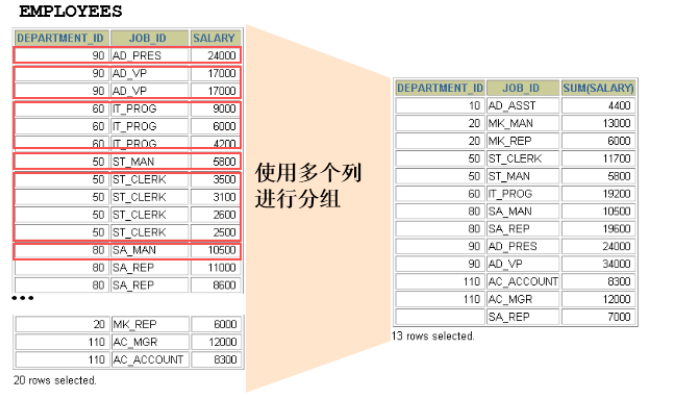 EMPLOYEES
DEPARTMENT_ID JOB_ID SALARY
90 AD_PRES 24000
90 AD_VP 17000
90 AD_VP 17000
60 IT_PROG 9000
60 IT_PROG 6000
60 IT_PROG 4200
50 ST_MAN 5800
50 ST_CLERK 3500
50 ST_CLERK 3100
50 ST_CLERK 2600
50 ST_CLERK 2500
80 SA_MAN 10500
80 SA_REP 11000
80 SA_REP 8600
...
20 MK_REP 6000
110 AC_MGR 12000
110 AC_ACCOUNT 8300
20 rows selected.
使用多个列
进行分组
DEPARTMENT_ID JOB_ID SUM(SALARY)
10 AD_ASST 4400
20 MK_MAN 13000
20 MK_REP 6000
50 ST_CLERK 11700
50 ST_MAN 5800
60 IT_PROG 19200
80 SA_MAN 10500
80 SA_REP 19600
90 AD_PRES 24000
90 AD_VP 34000
110 AC_ACCOUNT 8300
110 AC_MGR 12000
SA_REP 7000
13 rows selected.